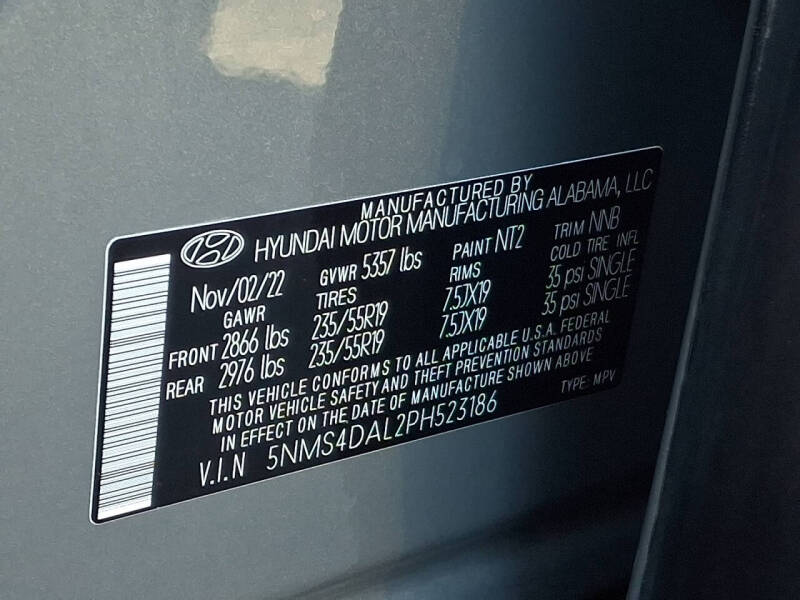 MANUFACTURED BY
HYUNDAI MOTOR MANUFACTURING ALABAMA, LLC
Nov/02/22 GVWR 5357 lbs PAINT NT2 TRIM NNB
GAWR TIRES RIMS COLD TIRE INFL
FRONT 2866 lbs 235/55R19 7.5JX19 35 psi SINGLE
REAR 2976 lbs 235/55R19 7.5JX19 35 psi SINGLE
THIS VEHICLE CONFORMS TO ALL APPLICABLE U.S.A. FEDERAL
MOTOR VEHICLE SAFETY AND THEFT PREVENTION STANDARDS
IN EFFECT ON THE DATE OF MANUFACTURE SHOWN ABOVE
V.I.N 5NMS4DAL2PH523186 TYPE: MPV